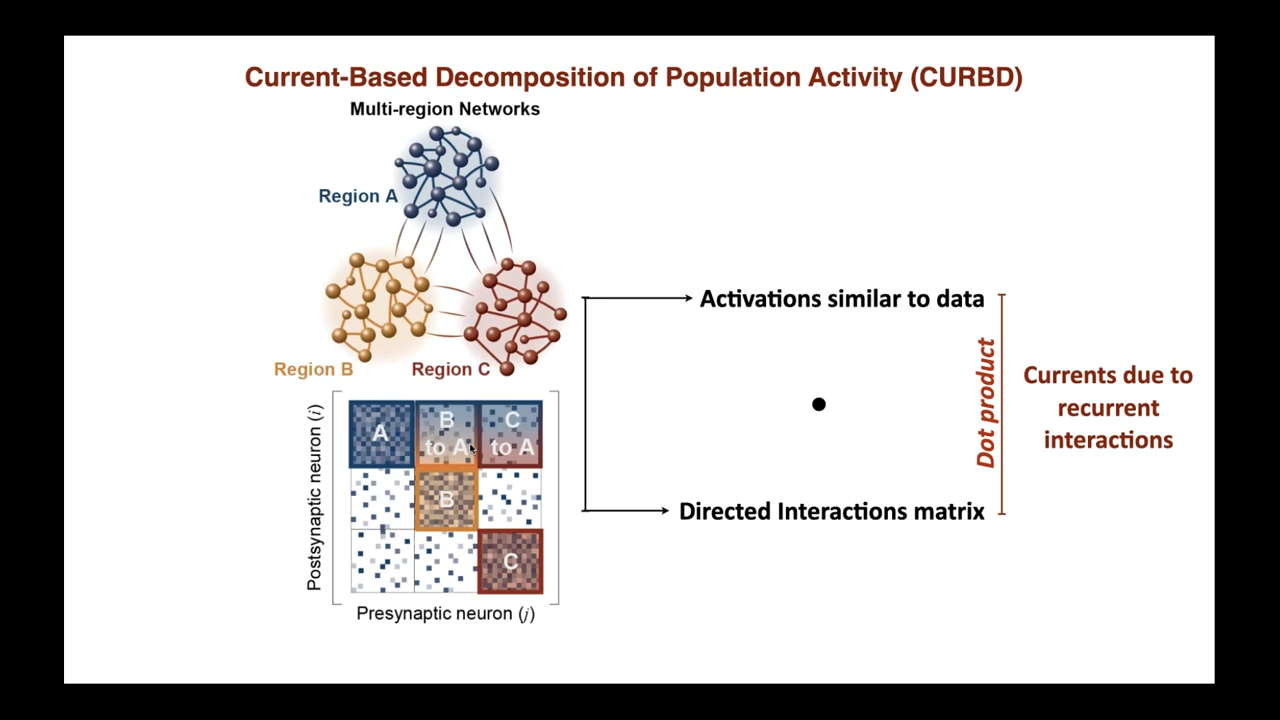 Current-Based Decomposition of Population Activity (CURBD)
Multi-region Networks
Region A
Region B
Region C
Activations similar to data
Dot product
Currents due to
recurrent
interactions
Directed Interactions matrix
Postsynaptic neuron (i)
A
B
to A
C
to A
B
C
Presynaptic neuron (j)